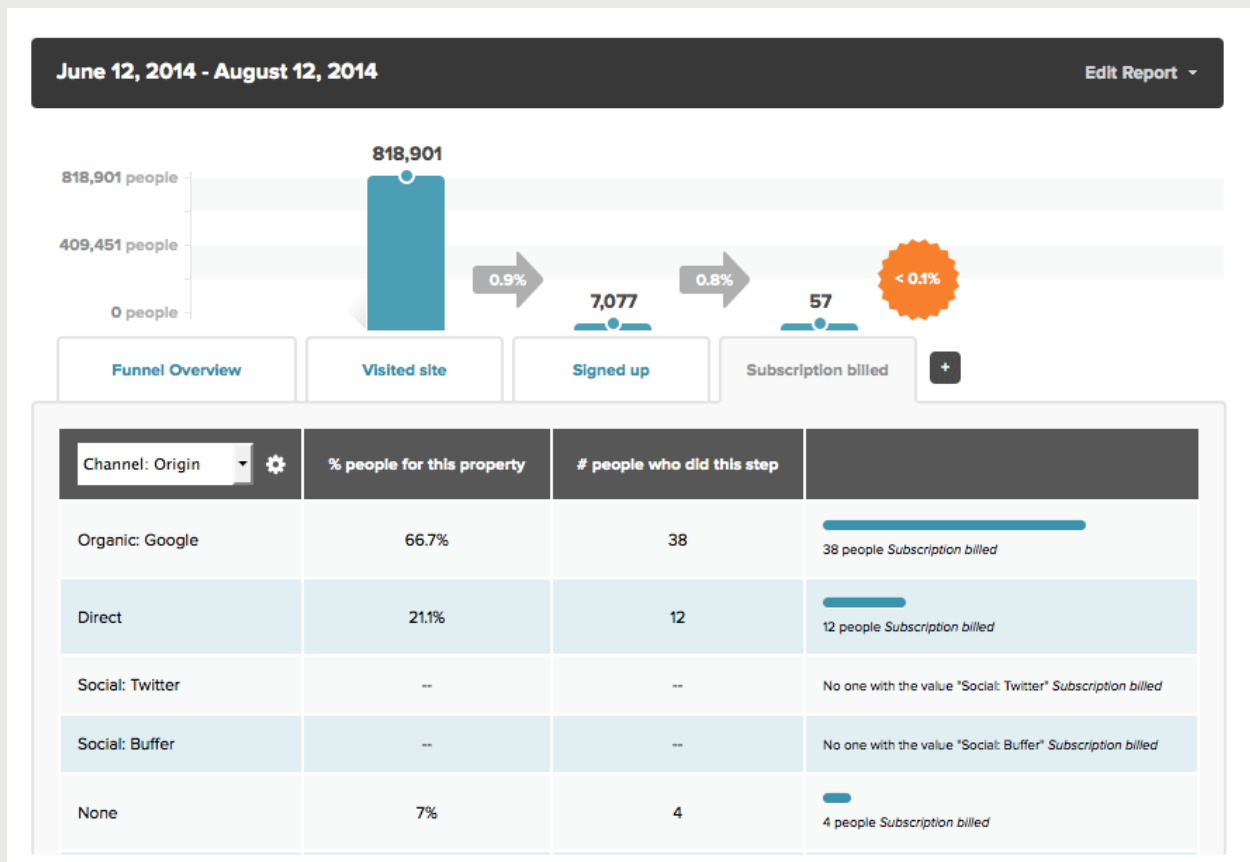 June 12, 2014 - August 12, 2014
Edit Report
818,901
818,901 people
409,451 people
0.9%
0.8%
< 0.1%
7,077
57
0 people
Funnel Overview
Visited site
Signed up
Subscription billed
+
Channel: Origin
% people for this property
# people who did this step
Organic: Google
66.7%
38
38 people Subscription billed
Direct
21.1%
12
12 people Subscription billed
Social: Twitter
--
--
No one with the value "Social: Twitter" Subscription billed
Social: Buffer
--
--
No one with the value "Social: Buffer" Subscription billed
None
7%
4
4 people Subscription billed